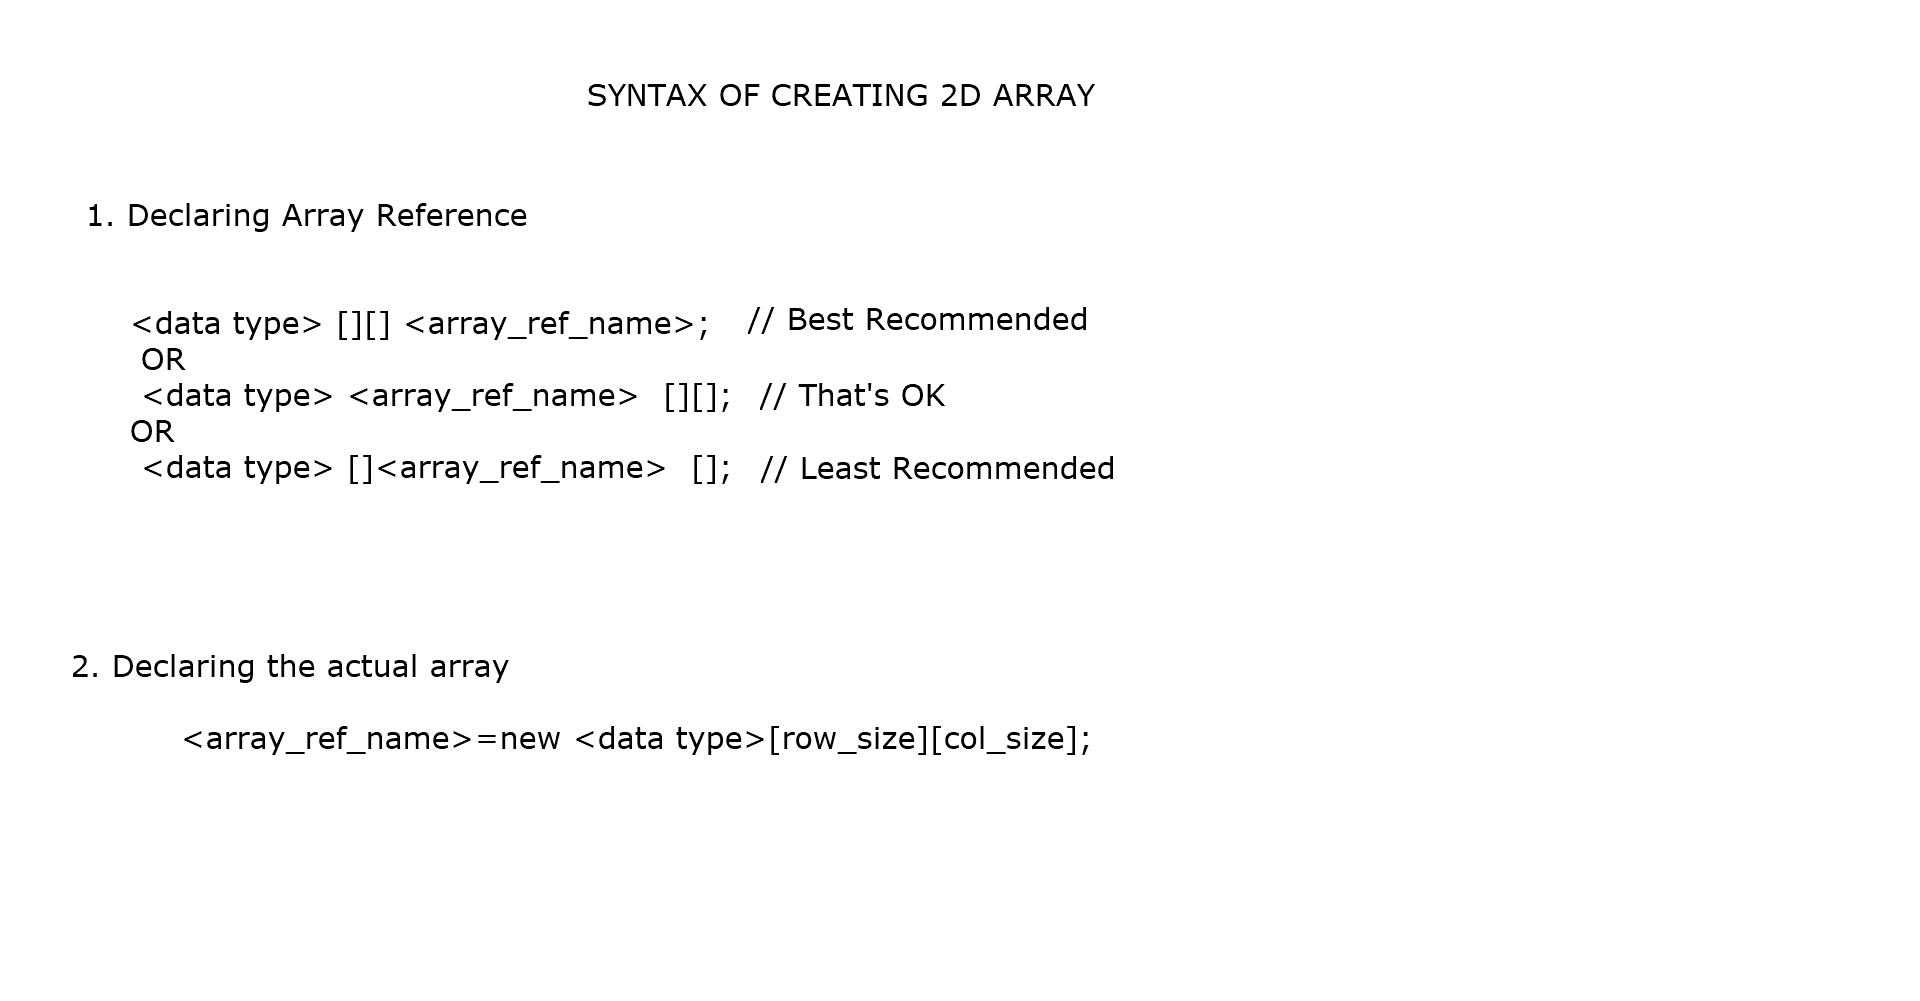 SYNTAX OF CREATING 2D ARRAY
1. Declaring Array Reference
<data type> [][] <array_ref_name>; // Best Recommended
OR
<data type> <array_ref_name> [][]; // That's OK
OR
<data type> []<array_ref_name> []; // Least Recommended
2. Declaring the actual array
<array_ref_name>=new <data type>[row_size][col_size];